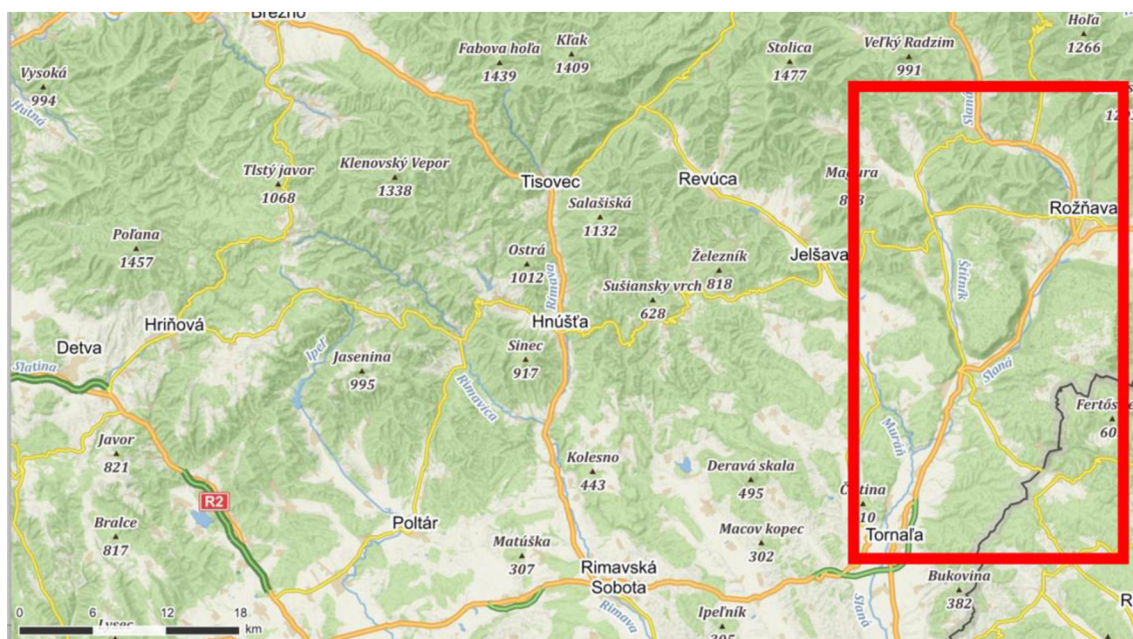 Brezno
Fabova hoľa
1439
Kľak
1409
Stolica
1477
Veľký Radzim
991
Hoľa
1266
Vysoká
994
Hutná
Slaná
Tlstý javor
1068
Klenovský Vepor
1338
Tisovec
Revúca
Magura
Salašiská
1132
Rožňava
Poľana
1457
Ostrá
1012
Rimava
Železník
818
Jelšava
Sušiansky vrch
628
Štítnik
Hriňová
Hnúšťa
Detva
Slatina
Ipeľ
Jasenina
995
Sinec
917
Rimavica
Slaná
Javor
821
Kolesno
443
Deravá skala
495
Muráň
R2
Bralce
817
Poltár
Matúška
307
Macov kopec
302
Tornaľa
Rimavská
Sobota
Bukovina
382
Slaná
Rimava
Ipeľník
305
0 6 12 18
km